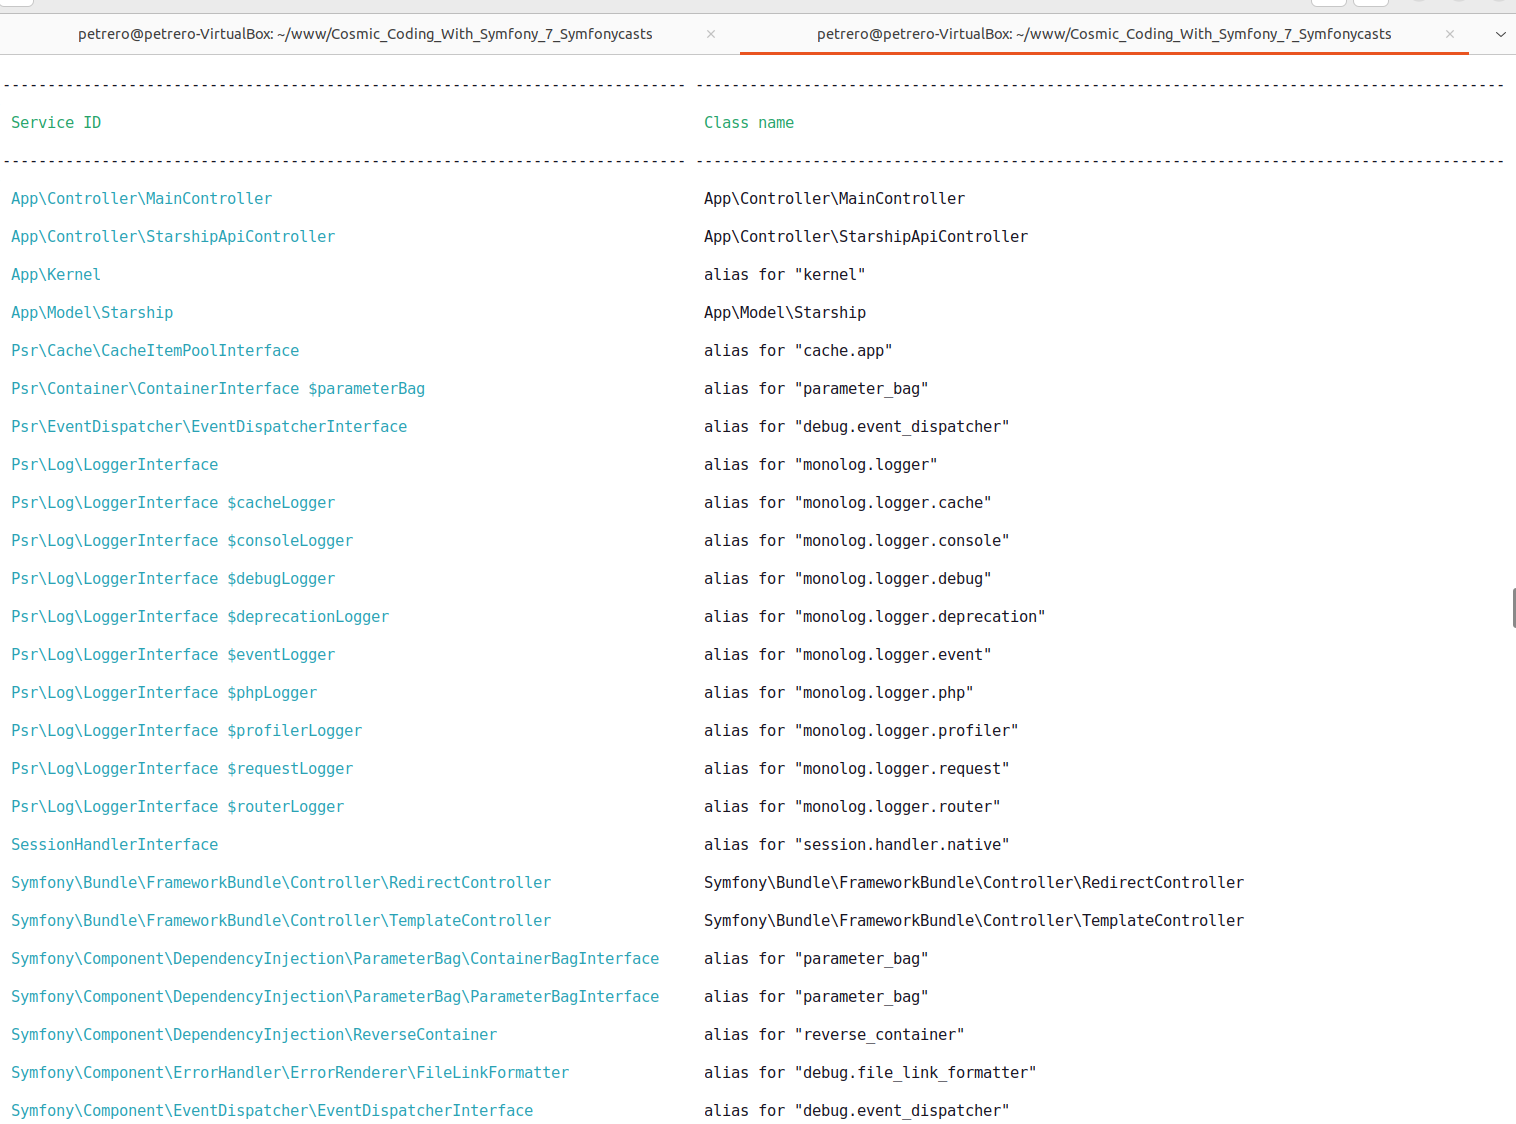 petrero@petrero-VirtualBox: ~/www/Cosmic_Coding_With_Symfony_7_Symfonycasts × petrero@petrero-VirtualBox: ~/www/Cosmic_Coding_With_Symfony_7_Symfonycasts ×
Service ID Class name
App\Controller\MainController App\Controller\MainController
App\Controller\StarshipApiController App\Controller\StarshipApiController
App\Kernel alias for "kernel"
App\Model\Starship App\Model\Starship
Psr\Cache\CacheItemPoolInterface alias for "cache.app"
Psr\Container\ContainerInterface $parameterBag alias for "parameter_bag"
Psr\EventDispatcher\EventDispatcherInterface alias for "debug.event_dispatcher"
Psr\Log\LoggerInterface alias for "monolog.logger"
Psr\Log\LoggerInterface $cacheLogger alias for "monolog.logger.cache"
Psr\Log\LoggerInterface $consoleLogger alias for "monolog.logger.console"
Psr\Log\LoggerInterface $debugLogger alias for "monolog.logger.debug"
Psr\Log\LoggerInterface $deprecationLogger alias for "monolog.logger.deprecation"
Psr\Log\LoggerInterface $eventLogger alias for "monolog.logger.event"
Psr\Log\LoggerInterface $phpLogger alias for "monolog.logger.php"
Psr\Log\LoggerInterface $profilerLogger alias for "monolog.logger.profiler"
Psr\Log\LoggerInterface $requestLogger alias for "monolog.logger.request"
Psr\Log\LoggerInterface $routerLogger alias for "monolog.logger.router"
SessionHandlerInterface alias for "session.handler.native"
Symfony\Bundle\FrameworkBundle\Controller\RedirectController Symfony\Bundle\FrameworkBundle\Controller\RedirectController
Symfony\Bundle\FrameworkBundle\Controller\TemplateController Symfony\Bundle\FrameworkBundle\Controller\TemplateController
Symfony\Component\DependencyInjection\ParameterBag\ContainerBagInterface alias for "parameter_bag"
Symfony\Component\DependencyInjection\ParameterBag\ParameterBagInterface alias for "parameter_bag"
Symfony\Component\DependencyInjection\ReverseContainer alias for "reverse_container"
Symfony\Component\ErrorHandler\ErrorRenderer\FileLinkFormatter alias for "debug.file_link_formatter"
Symfony\Component\EventDispatcher\EventDispatcherInterface alias for "debug.event_dispatcher"